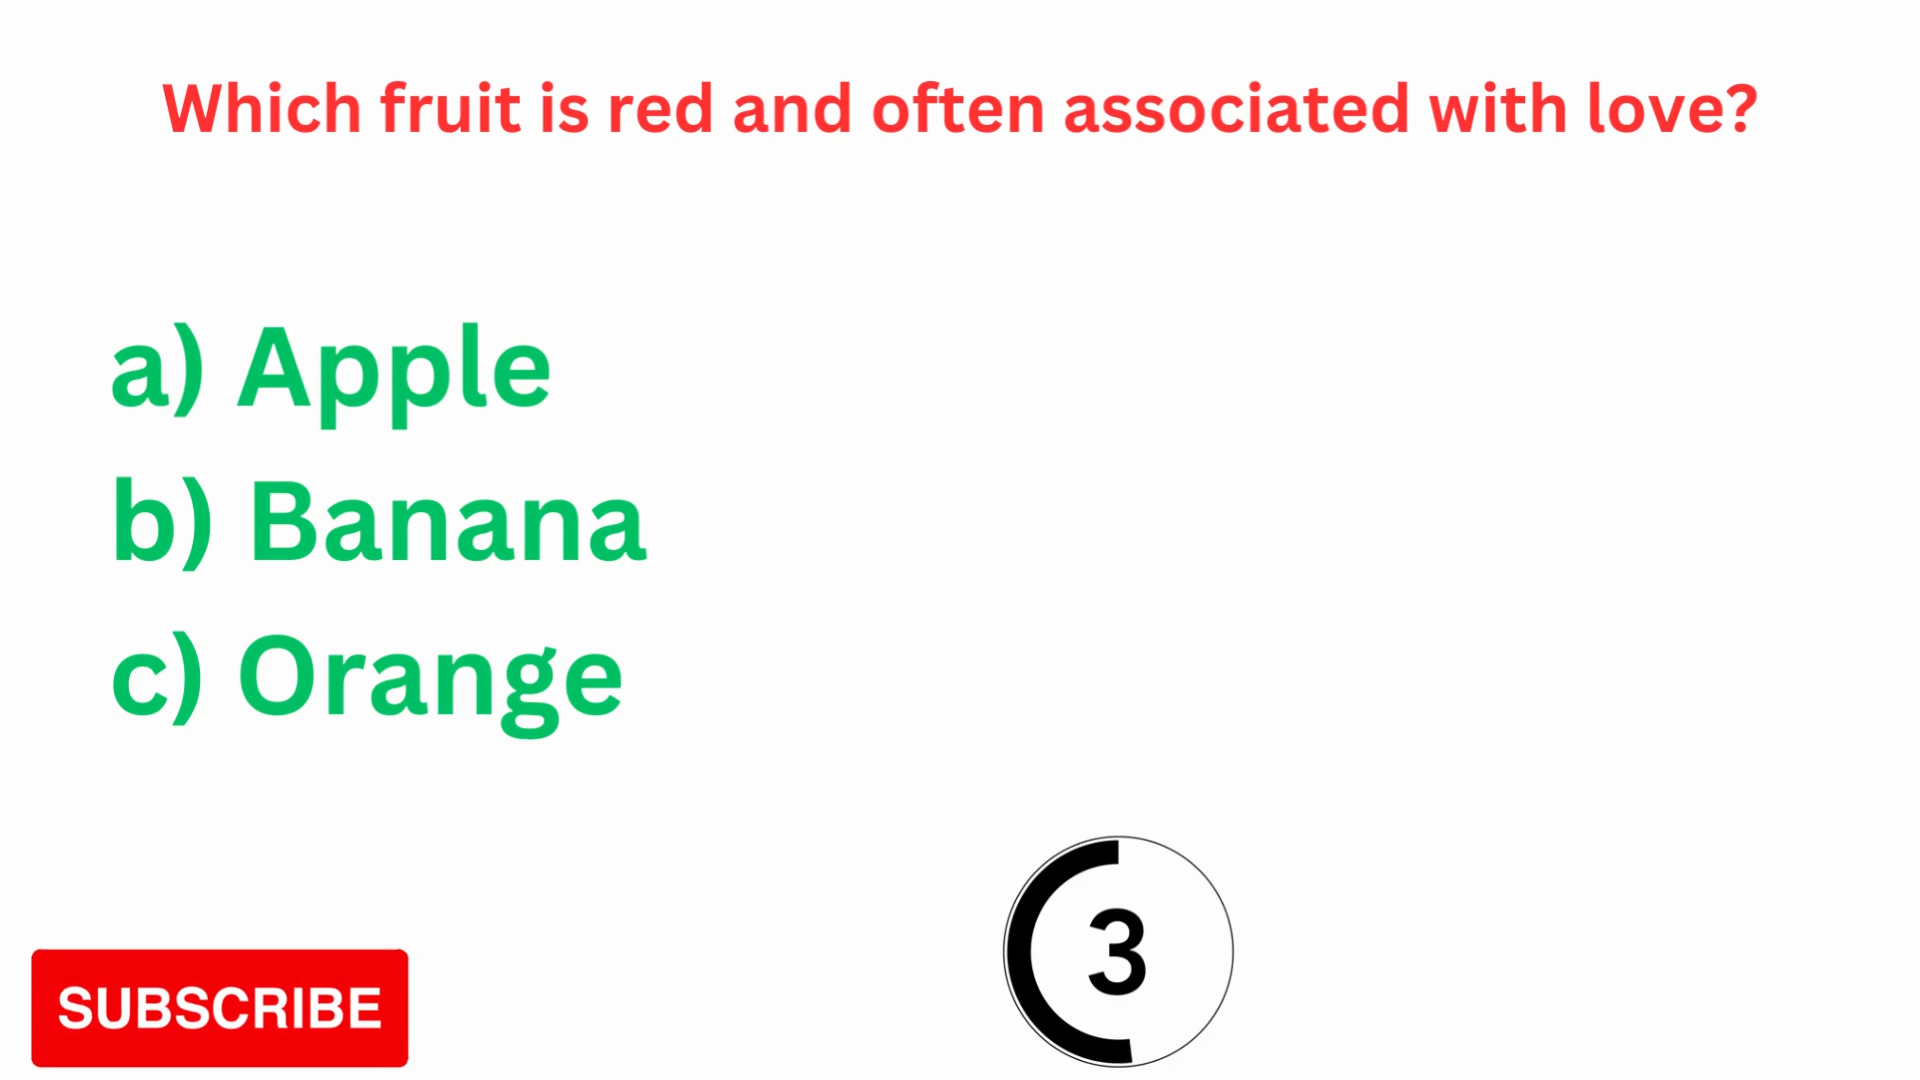 Which fruit is red and often associated with love?
a) Apple
b) Banana
c) Orange
3
SUBSCRIBE